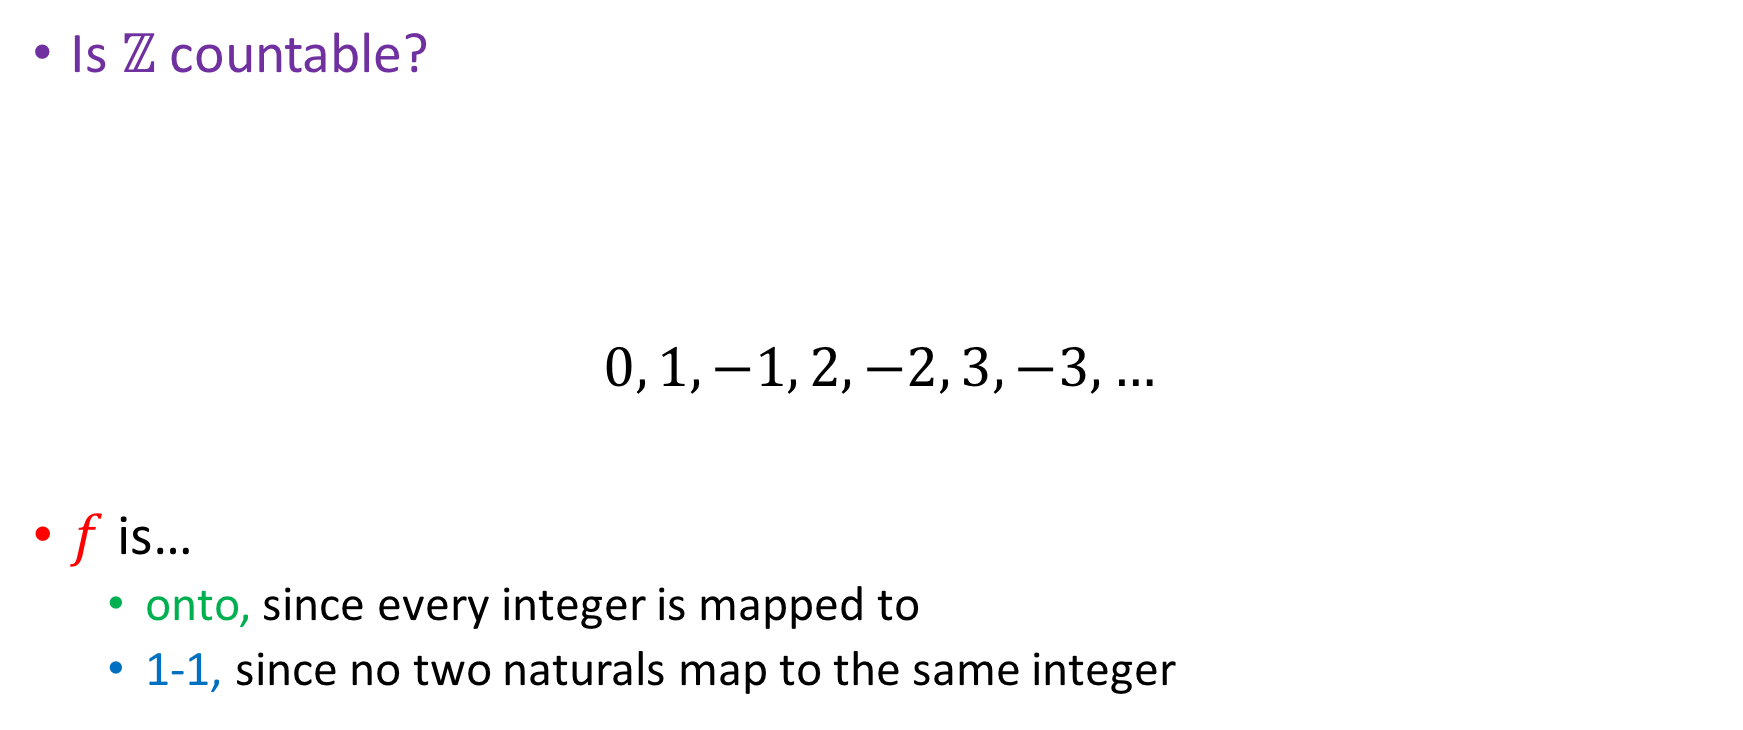 • Is ℤ countable?
0, 1, −1, 2, −2, 3, −3, …
• f is…
• onto, since every integer is mapped to
• 1-1, since no two naturals map to the same integer